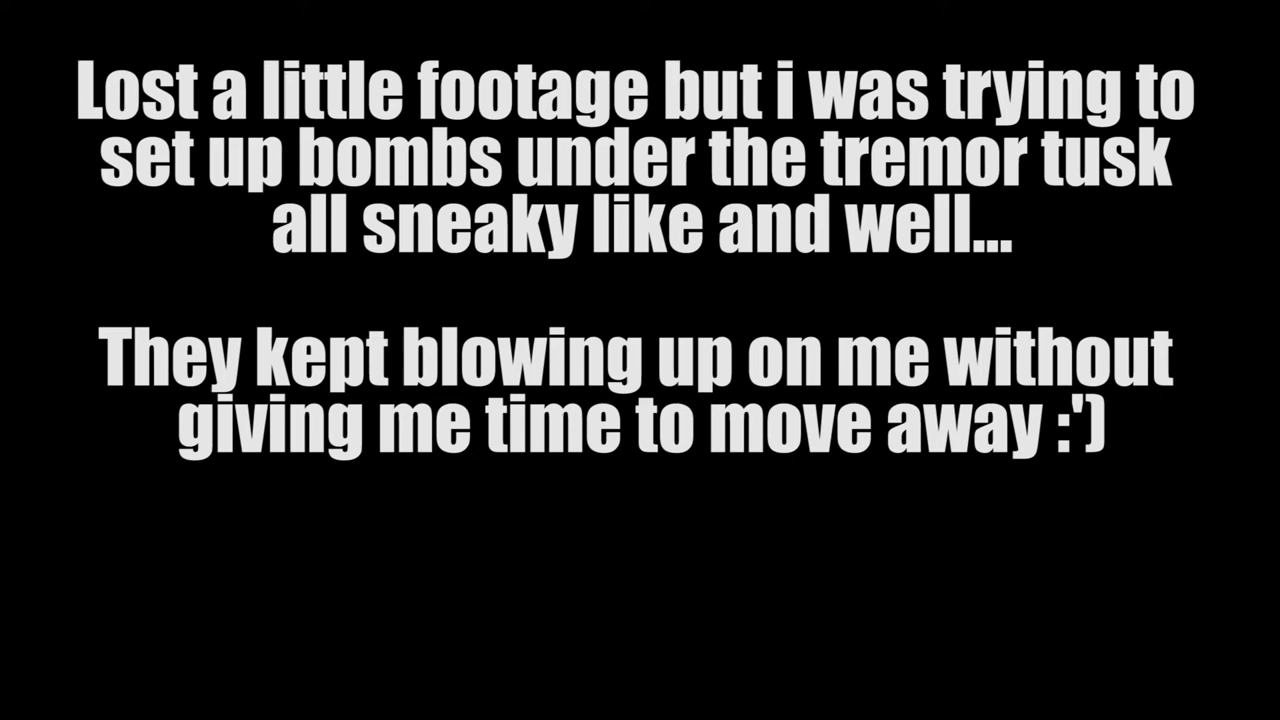 Lost a little footage but i was trying to
set up bombs under the tremor tusk
all sneaky like and well...
They kept blowing up on me without
giving me time to move away :')